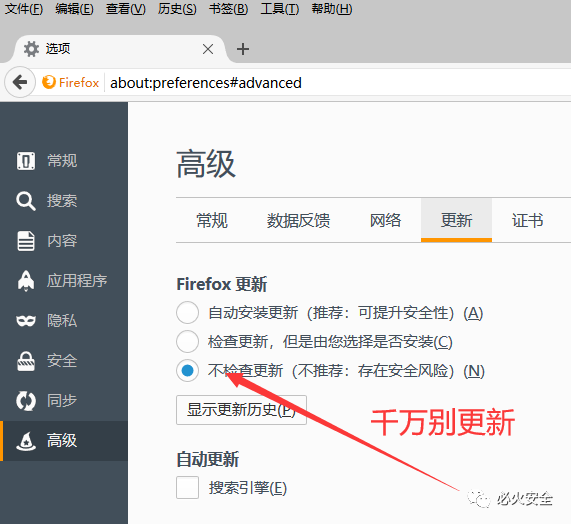 文件(F) 编辑(E) 查看(V) 历史(S) 书签(B) 工具(T) 帮助(H)
选项
Firefox about:preferences#advanced
高级
常规
搜索
内容
应用程序
隐私
安全
同步
高级
常规 数据反馈 网络 更新 证书
Firefox 更新
自动安装更新（推荐：可提升安全性）(A)
检查更新，但是由您选择是否安装(C)
不检查更新（不推荐：存在安全风险）(N)
显示更新历史(P)
千万别更新
自动更新
搜索引擎(E)
必火安全